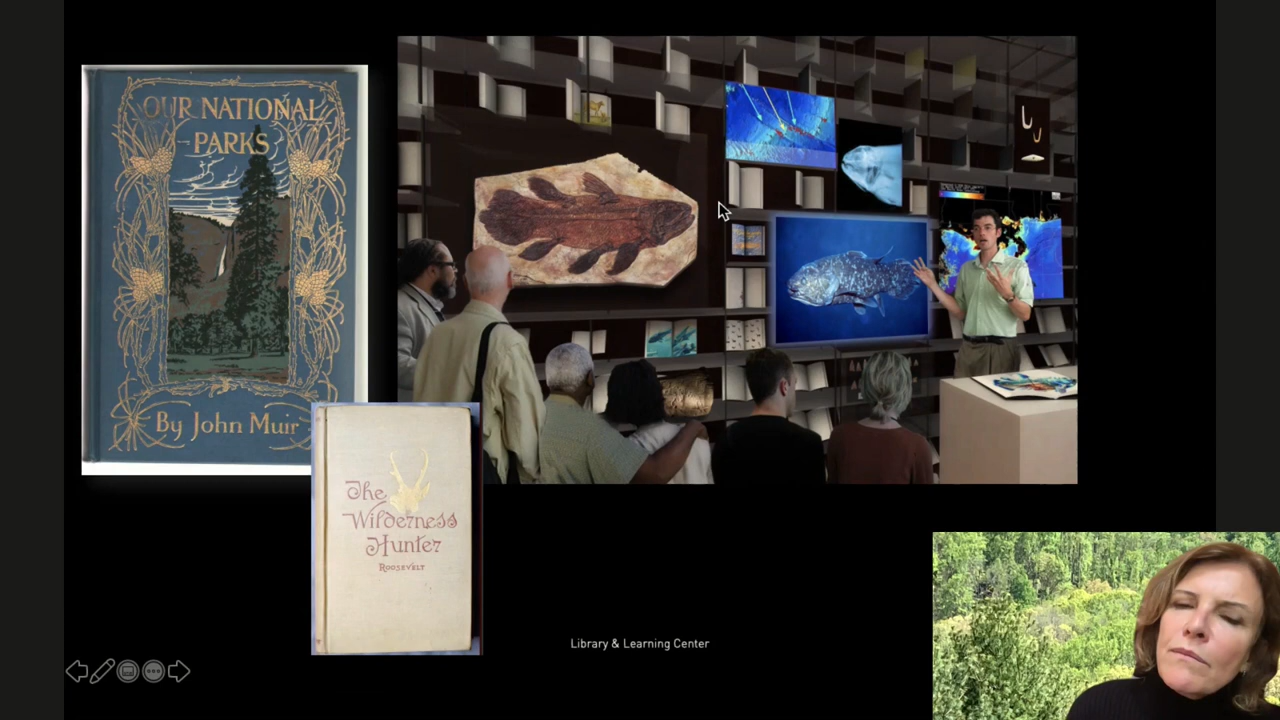 OUR NATIONAL
PARKS
By John Muir
The
Wilderness
Hunter
ROOSEVELT
Library & Learning Center